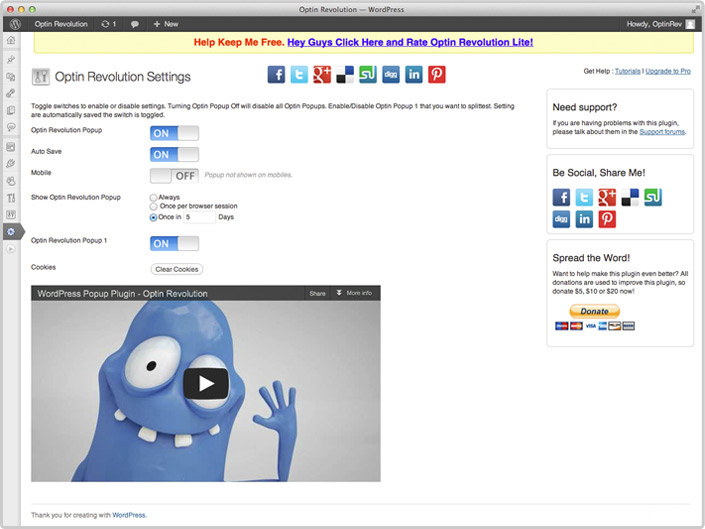 Optin Revolution — WordPress
Optin Revolution
1
+ New
Howdy, OptinRev
Help Keep Me Free. Hey Guys Click Here and Rate Optin Revolution Lite!
Optin Revolution Settings
digg
in
Get Help : Tutorials | Upgrade to Pro
Toggle switches to enable or disable settings. Turning Optin Popup Off will disable all Optin Popups. Enable/Disable Optin Popup 1 that you want to splittest. Setting
are automatically saved the switch is toggled.
Optin Revolution Popup
ON
Auto Save
ON
Mobile
OFF
Popup not shown on mobiles.
Show Optin Revolution Popup
Always
Once per browser session
Once in 5 Days
Optin Revolution Popup 1
ON
Cookies
Clear Cookies
WordPress Popup Plugin - Optin Revolution
Share
More info
Need support?
If you are having problems with this plugin,
please talk about them in the Support forums.
Be Social, Share Me!
digg
in
Spread the Word!
Want to help make this plugin even better? All
donations are used to improve this plugin, so
donate $5, $10 or $20 now!
Donate
VISA
Thank you for creating with WordPress.